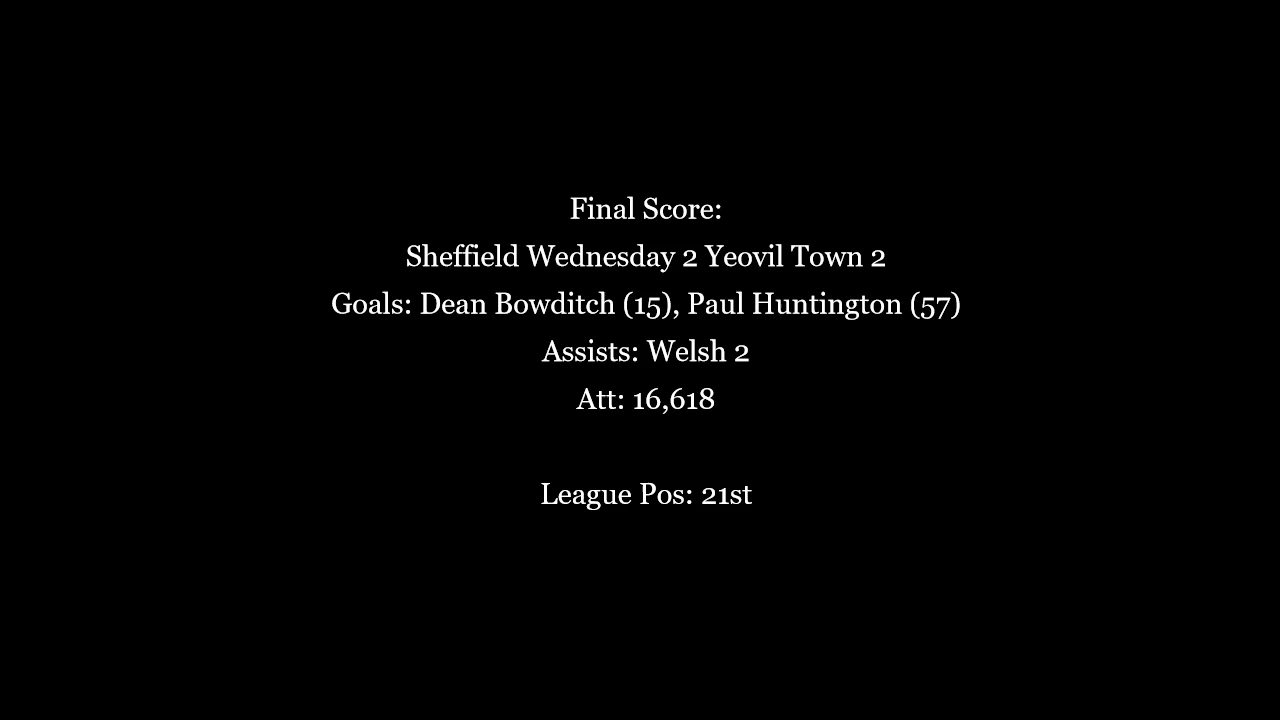 Final Score:
Sheffield Wednesday 2 Yeovil Town 2
Goals: Dean Bowditch (15), Paul Huntington (57)
Assists: Welsh 2
Att: 16,618
League Pos: 21st